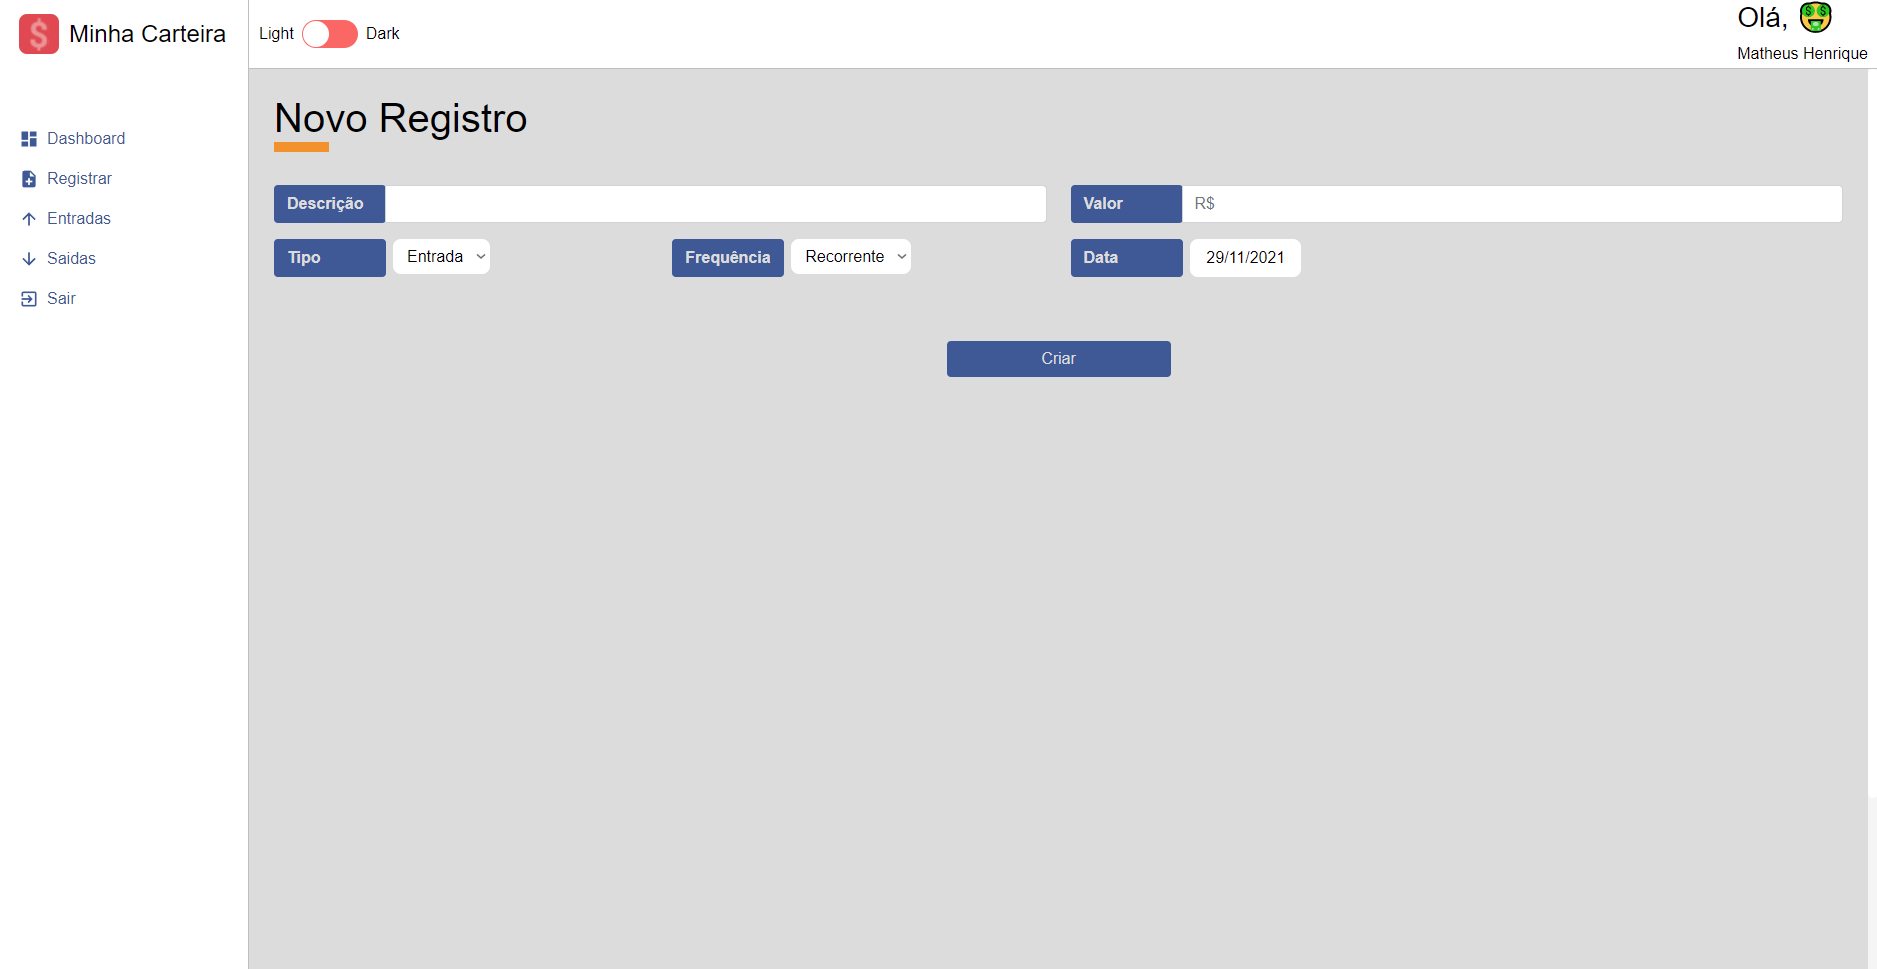 $ Minha Carteira
Light Dark
Olá,
Matheus Henrique
Dashboard
Registrar
Entradas
Saidas
Sair
Novo Registro
Descrição
Valor R$
Tipo Entrada
Frequência Recorrente
Data 29/11/2021
Criar